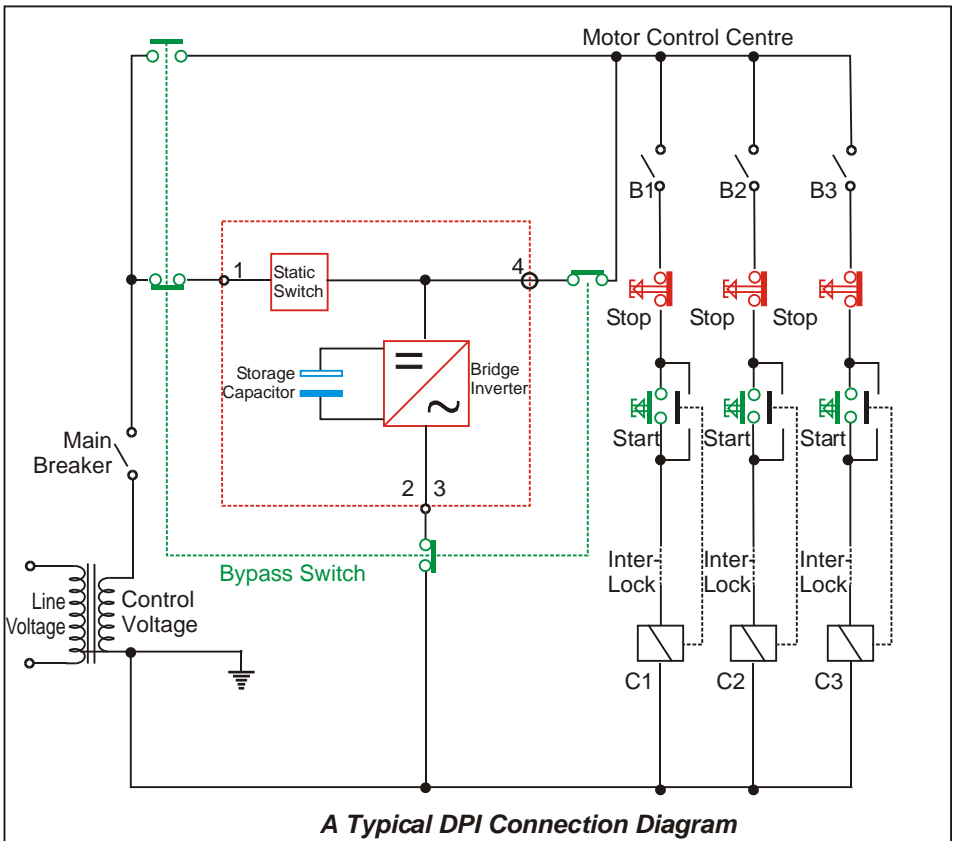 Motor Control Centre
B1
B2
B3
1
Static
Switch
4
Stop
Stop
Stop
Storage
Capacitor
Bridge
Inverter
Start
Start
Start
Main
Breaker
2 3
Bypass Switch
Inter-
Lock
Inter-
Lock
Inter-
Lock
Line
Voltage
Control
Voltage
C1
C2
C3
A Typical DPI Connection Diagram